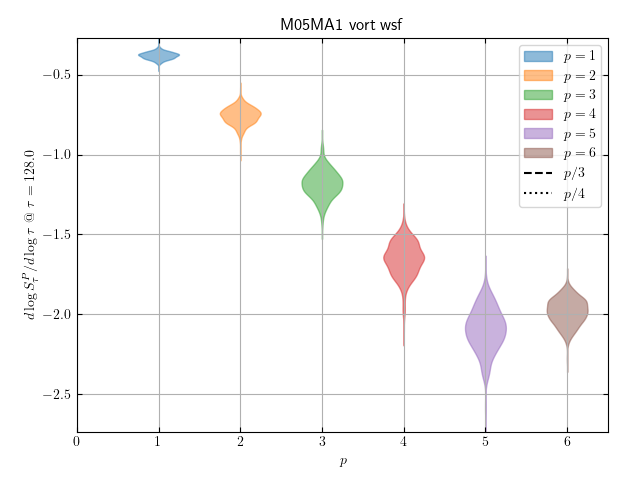 M05MA1 vort wsf
d log S_τ^P / d log τ @ τ = 128.0
−0.5
−1.0
−1.5
−2.0
−2.5
0 1 2 3 4 5 6
p
p = 1
p = 2
p = 3
p = 4
p = 5
p = 6
p/3
p/4